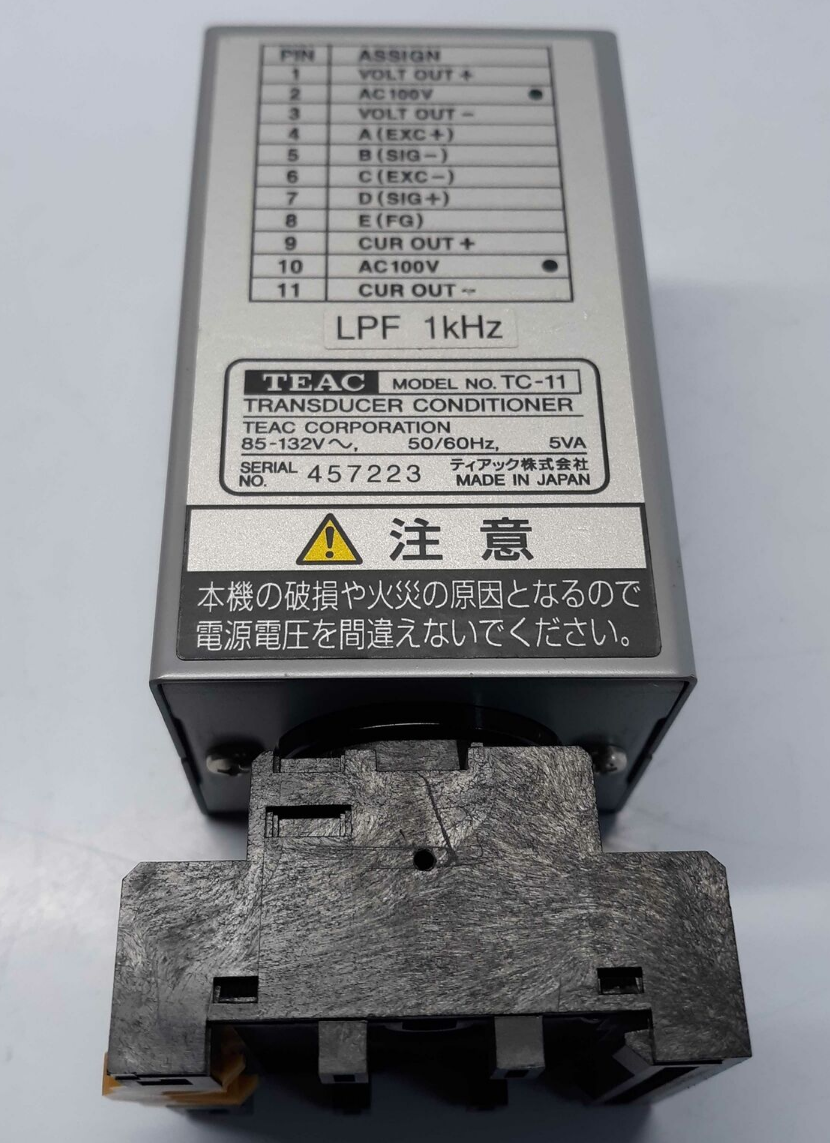 PIN ASSIGN
1 VOLT OUT +
2 AC100V ●
3 VOLT OUT −
4 A (EXC+)
5 B (SIG−)
6 C (EXC−)
7 D (SIG+)
8 E (FG)
9 CUR OUT +
10 AC100V ●
11 CUR OUT −
LPF 1kHz
TEAC MODEL NO. TC-11
TRANSDUCER CONDITIONER
TEAC CORPORATION
85-132V～, 50/60Hz, 5VA
SERIAL NO. 457223 ティアック株式会社
MADE IN JAPAN
注意
本機の破損や火災の原因となるので
電源電圧を間違えないでください。